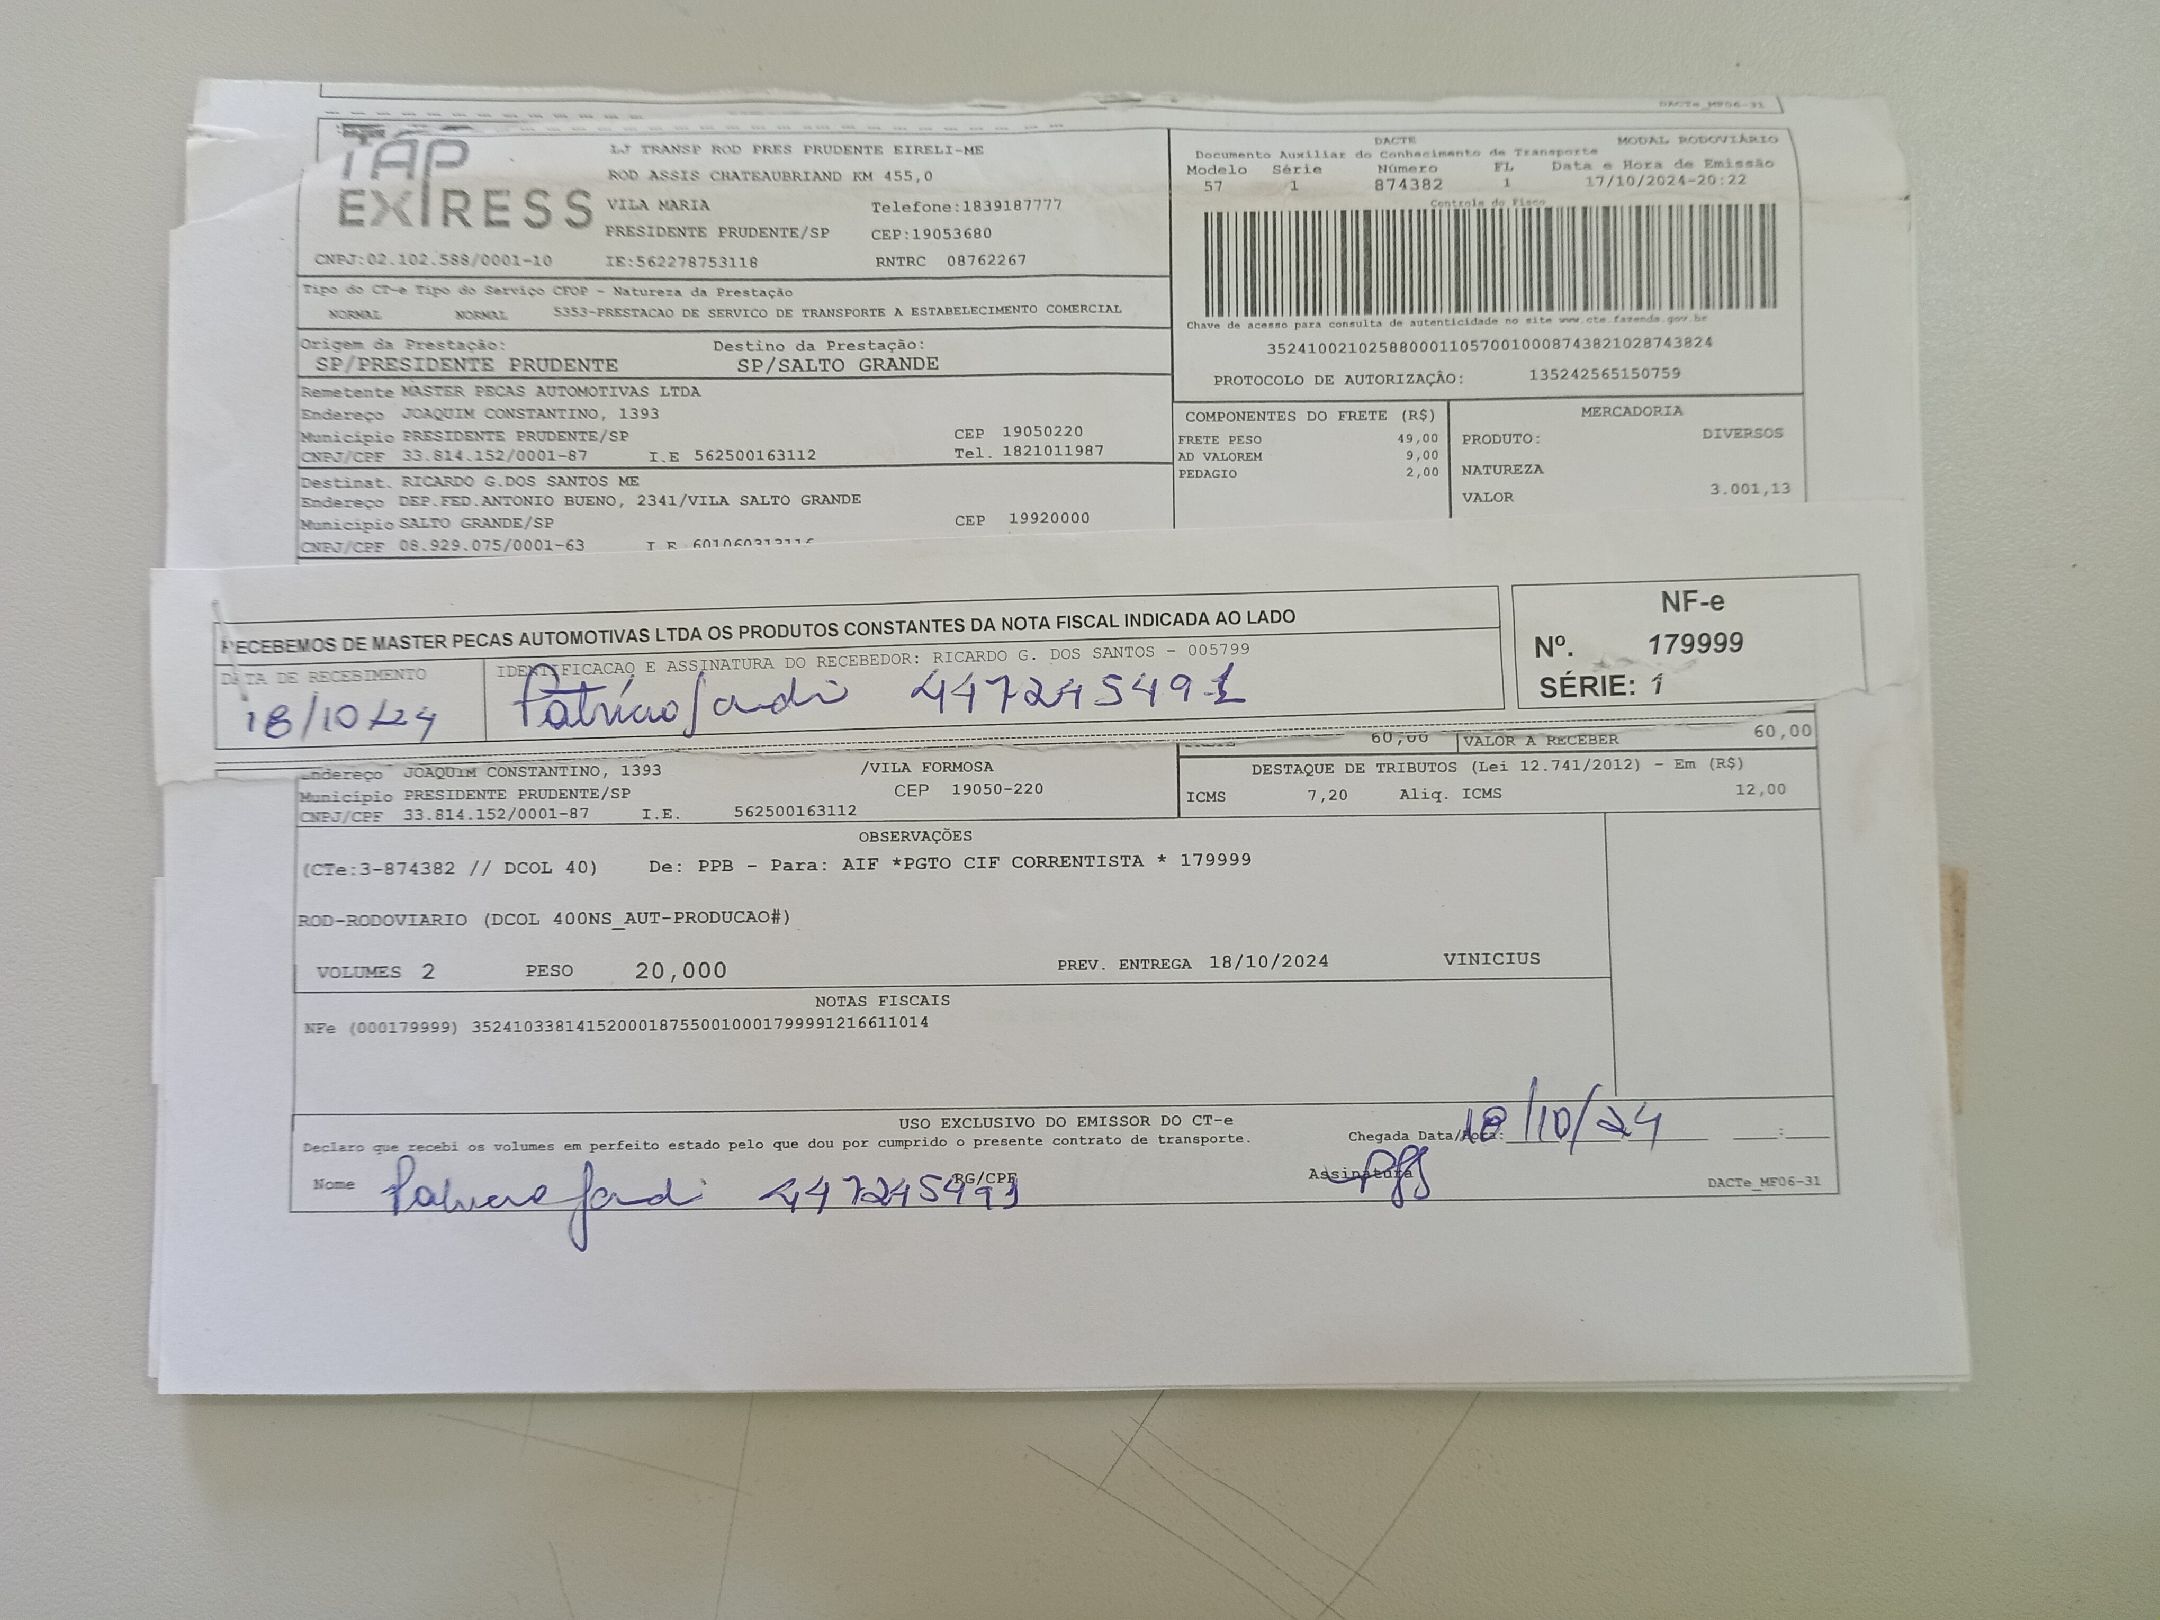 DACTe_MF06-31
TAP
EXPRESS
LJ TRANSP ROD PRES PRUDENTE EIRELI-ME
ROD ASSIS CHATEAUBRIAND KM 455,0
VILA MARIA Telefone:1839187777
PRESIDENTE PRUDENTE/SP CEP:19053680
CNPJ:02.102.588/0001-10 IE:562278753118 RNTRC 08762267
DACTE MODAL RODOVIÁRIO
Documento Auxiliar do Conhecimento de Transporte
Modelo Série Número FL Data e Hora de Emissão
57 1 874382 1 17/10/2024-20:22
Controle do Fisco
Chave de acesso para consulta de autenticidade no site www.cte.fazenda.gov.br
35241002102588000110570010008743821028743824
PROTOCOLO DE AUTORIZAÇÃO: 135242565150759
Tipo do CT-e Tipo do Serviço CFOP - Natureza da Prestação
NORMAL NORMAL 5353-PRESTACAO DE SERVICO DE TRANSPORTE A ESTABELECIMENTO COMERCIAL
Origem da Prestação: Destino da Prestação:
SP/PRESIDENTE PRUDENTE SP/SALTO GRANDE
Remetente MASTER PECAS AUTOMOTIVAS LTDA
Endereço JOAQUIM CONSTANTINO, 1393
Município PRESIDENTE PRUDENTE/SP CEP 19050220
CNPJ/CPF 33.814.152/0001-87 I.E 562500163112 Tel. 1821011987
Destinat. RICARDO G.DOS SANTOS ME
Endereço DEP.FED.ANTONIO BUENO, 2341/VILA SALTO GRANDE
Município SALTO GRANDE/SP CEP 19920000
CNPJ/CPF 08.929.075/0001-63 I E 601060313116
COMPONENTES DO FRETE (R$)
FRETE PESO 49,00
AD VALOREM 9,00
PEDAGIO 2,00
MERCADORIA
PRODUTO: DIVERSOS
NATUREZA
VALOR 3.001,13
RECEBEMOS DE MASTER PECAS AUTOMOTIVAS LTDA OS PRODUTOS CONSTANTES DA NOTA FISCAL INDICADA AO LADO
DATA DE RECEBIMENTO IDENTIFICACAO E ASSINATURA DO RECEBEDOR: RICARDO G. DOS SANTOS - 005799
18/10/24 447245491
NF-e
Nº. 179999
SÉRIE: 1
60,00 VALOR A RECEBER 60,00
Endereço JOAQUIM CONSTANTINO, 1393 /VILA FORMOSA
Município PRESIDENTE PRUDENTE/SP CEP 19050-220
CNPJ/CPF 33.814.152/0001-87 I.E. 562500163112
DESTAQUE DE TRIBUTOS (Lei 12.741/2012) - Em (R$)
ICMS 7,20 Aliq. ICMS 12,00
OBSERVAÇÕES
(CTe:3-874382 // DCOL 40) De: PPB - Para: AIF *PGTO CIF CORRENTISTA * 179999
ROD-RODOVIARIO (DCOL 400NS_AUT-PRODUCAO#)
VOLUMES 2 PESO 20,000 PREV. ENTREGA 18/10/2024 VINICIUS
NOTAS FISCAIS
NFe (000179999) 35241033814152000187550010001799991216611014
USO EXCLUSIVO DO EMISSOR DO CT-e
Declaro que recebi os volumes em perfeito estado pelo que dou por cumprido o presente contrato de transporte.
Chegada Data/Hora: 18/10/24 :
Nome RG/CPF 447245491 Assinatura
DACTe_MF06-31